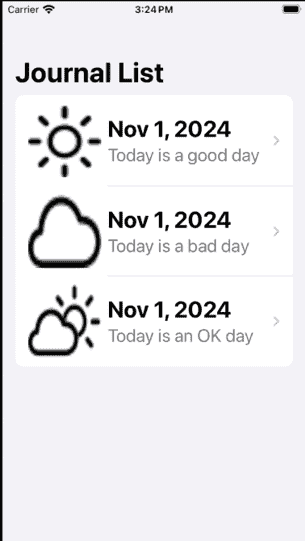 Carrier 3:24 PM
Journal List
Nov 1, 2024
Today is a good day
Nov 1, 2024
Today is a bad day
Nov 1, 2024
Today is an OK day